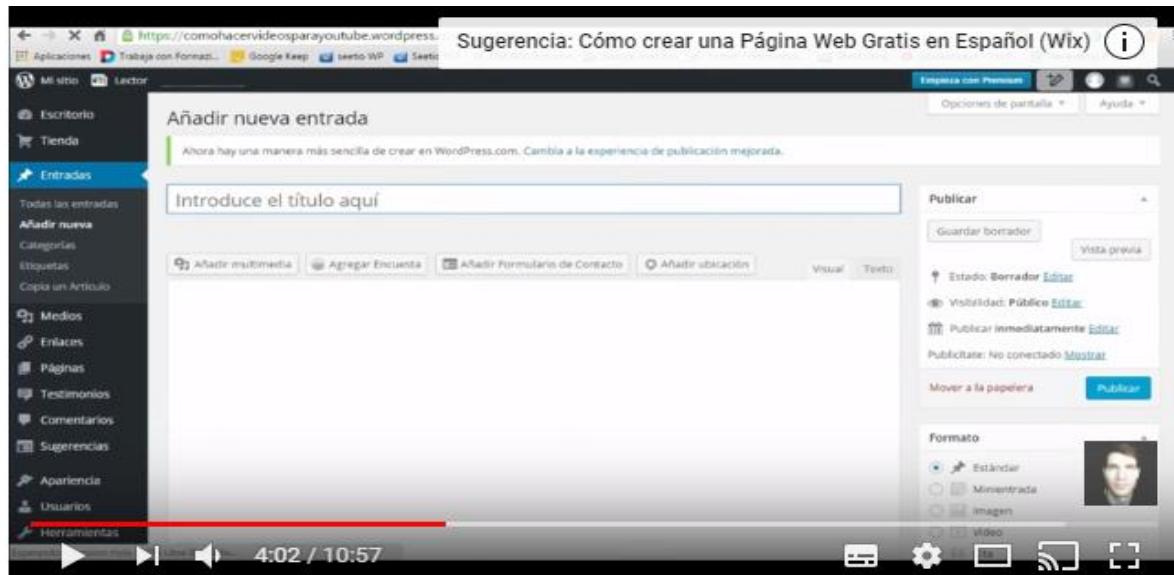 https://comohacervideosparayoutube.wordpress.
Sugerencia: Cómo crear una Página Web Gratis en Español (Wix)
Aplicaciones Trabaja con Formazi... Google Keep seetio WP
Mi sitio Lector Empieza con Premium
Opciones de pantalla Ayuda
Escritorio
Tienda
Entradas
Todas las entradas
Añadir nueva
Categorías
Etiquetas
Copia un Artículo
Medios
Enlaces
Páginas
Testimonios
Comentarios
Sugerencias
Apariencia
Usuarios
Herramientas
Añadir nueva entrada
Ahora hay una manera más sencilla de crear en WordPress.com. Cambia a la experiencia de publicación mejorada.
Introduce el título aquí
Añadir multimedia Agregar Encuesta Añadir Formulario de Contacto Añadir ubicación Visual Texto
Publicar
Guardar borrador
Vista previa
Estado: Borrador Editar
Visibilidad: Público Editar
Publicar inmediatamente Editar
Publicítate: No conectado Mostrar
Mover a la papelera Publicar
Formato
Estándar
Minientrada
Imagen
Vídeo
Cita
4:02 / 10:57